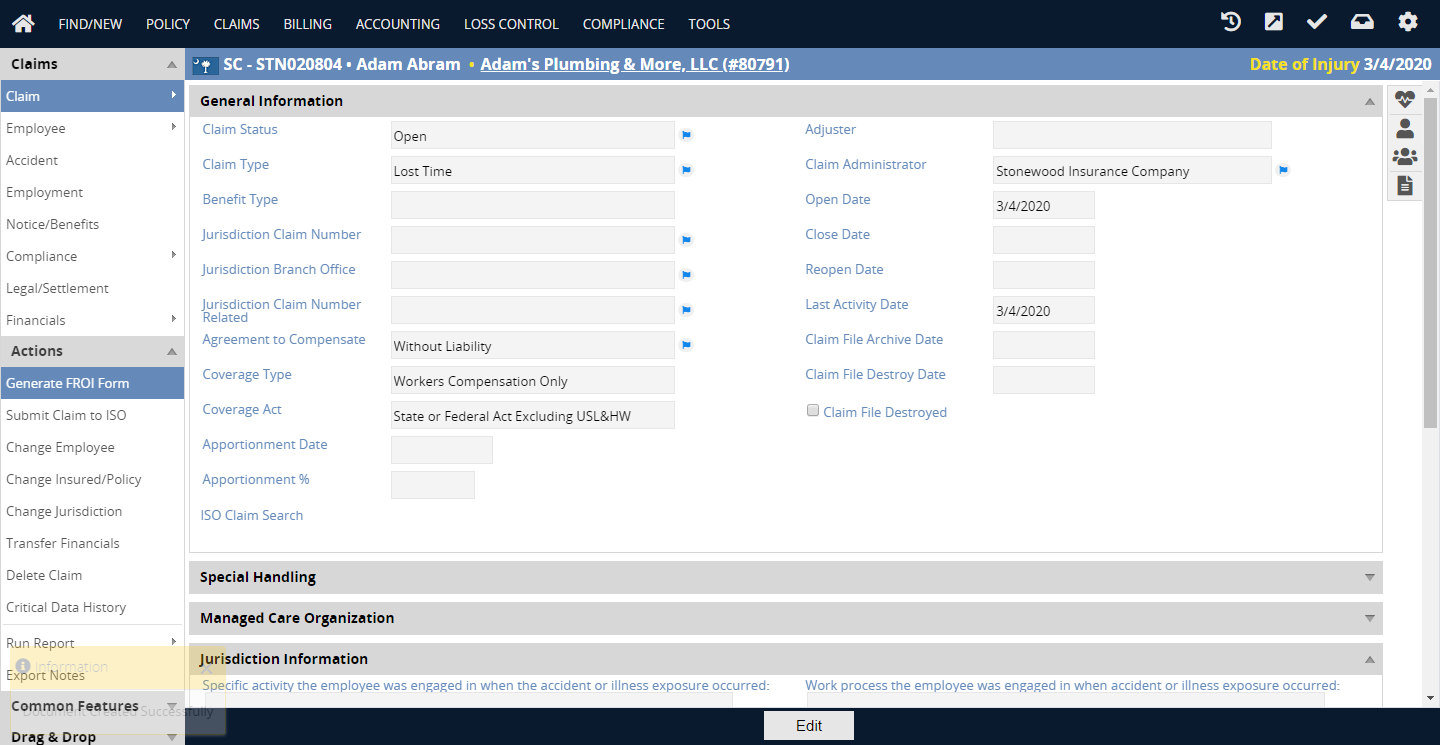 FIND/NEW POLICY CLAIMS BILLING ACCOUNTING LOSS CONTROL COMPLIANCE TOOLS
SC - STN020804 • Adam Abram • Adam's Plumbing & More, LLC (#80791) Date of Injury 3/4/2020
Claims
Claim
Employee
Accident
Employment
Notice/Benefits
Compliance
Legal/Settlement
Financials
Actions
Generate FROI Form
Submit Claim to ISO
Change Employee
Change Insured/Policy
Change Jurisdiction
Transfer Financials
Delete Claim
Critical Data History
Run Report
Information
Export Notes
Common Features
Document Created Successfully
Drag & Drop
General Information
Claim Status Open
Claim Type Lost Time
Benefit Type
Jurisdiction Claim Number
Jurisdiction Branch Office
Jurisdiction Claim Number
Related
Agreement to Compensate Without Liability
Coverage Type Workers Compensation Only
Coverage Act State or Federal Act Excluding USL&HW
Apportionment Date
Apportionment %
ISO Claim Search
Adjuster
Claim Administrator Stonewood Insurance Company
Open Date 3/4/2020
Close Date
Reopen Date
Last Activity Date 3/4/2020
Claim File Archive Date
Claim File Destroy Date
Claim File Destroyed
Special Handling
Managed Care Organization
Jurisdiction Information
Specific activity the employee was engaged in when the accident or illness exposure occurred:
Work process the employee was engaged in when accident or illness exposure occurred:
Edit